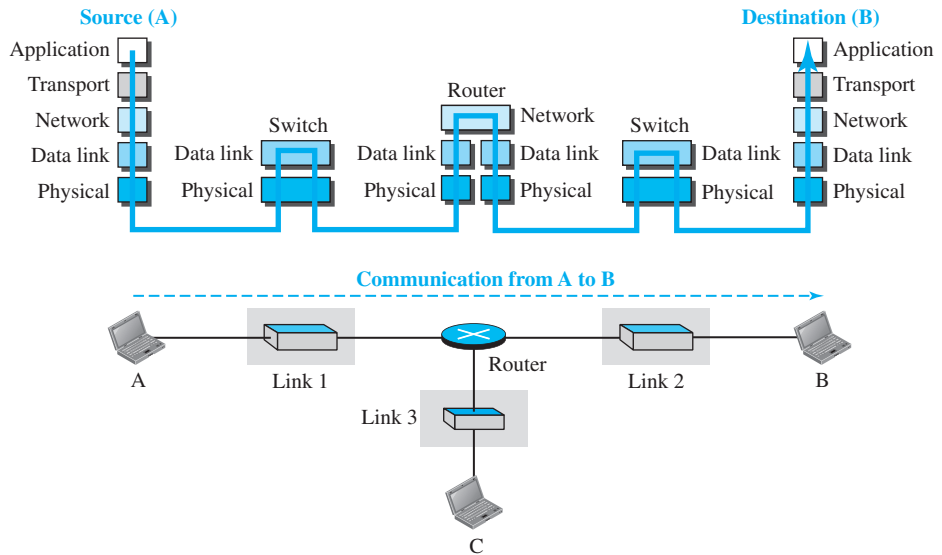 Source (A)
Destination (B)
Application
Application
Transport
Transport
Router
Network
Network
Network
Switch
Switch
Data link
Data link
Data link
Data link
Data link
Data link
Physical
Physical
Physical
Physical
Physical
Physical
Communication from A to B
A
Link 1
Router
Link 2
B
Link 3
C